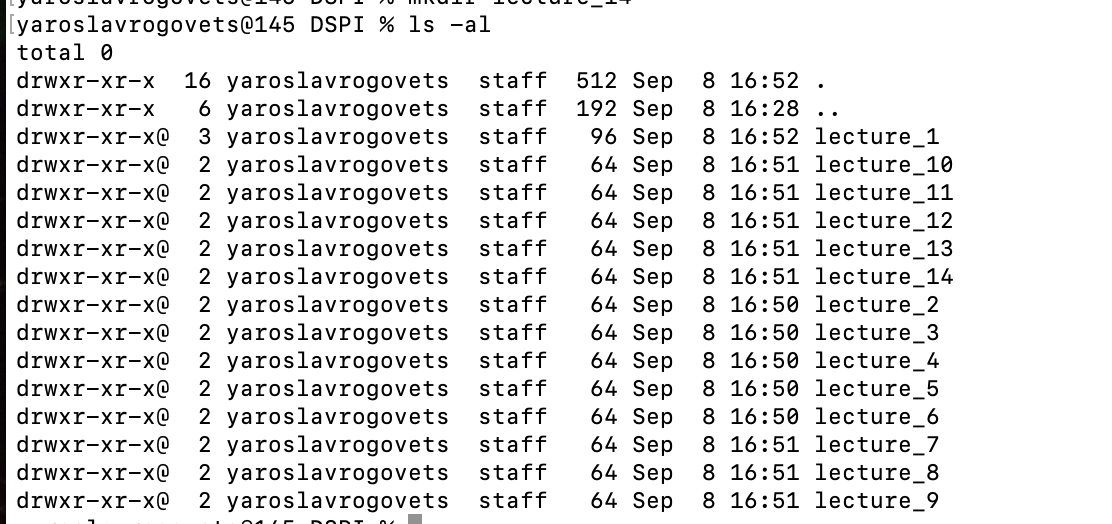 [yaroslavrogovets@145 DSPI % mkdir lecture_14
[yaroslavrogovets@145 DSPI % ls -al
total 0
drwxr-xr-x  16 yaroslavrogovets  staff  512 Sep  8 16:52 .
drwxr-xr-x   6 yaroslavrogovets  staff  192 Sep  8 16:28 ..
drwxr-xr-x@  3 yaroslavrogovets  staff   96 Sep  8 16:52 lecture_1
drwxr-xr-x@  2 yaroslavrogovets  staff   64 Sep  8 16:51 lecture_10
drwxr-xr-x@  2 yaroslavrogovets  staff   64 Sep  8 16:51 lecture_11
drwxr-xr-x@  2 yaroslavrogovets  staff   64 Sep  8 16:51 lecture_12
drwxr-xr-x@  2 yaroslavrogovets  staff   64 Sep  8 16:51 lecture_13
drwxr-xr-x@  2 yaroslavrogovets  staff   64 Sep  8 16:51 lecture_14
drwxr-xr-x@  2 yaroslavrogovets  staff   64 Sep  8 16:50 lecture_2
drwxr-xr-x@  2 yaroslavrogovets  staff   64 Sep  8 16:50 lecture_3
drwxr-xr-x@  2 yaroslavrogovets  staff   64 Sep  8 16:50 lecture_4
drwxr-xr-x@  2 yaroslavrogovets  staff   64 Sep  8 16:50 lecture_5
drwxr-xr-x@  2 yaroslavrogovets  staff   64 Sep  8 16:50 lecture_6
drwxr-xr-x@  2 yaroslavrogovets  staff   64 Sep  8 16:51 lecture_7
drwxr-xr-x@  2 yaroslavrogovets  staff   64 Sep  8 16:51 lecture_8
drwxr-xr-x@  2 yaroslavrogovets  staff   64 Sep  8 16:51 lecture_9
yaroslavrogovets@145 DSPI %